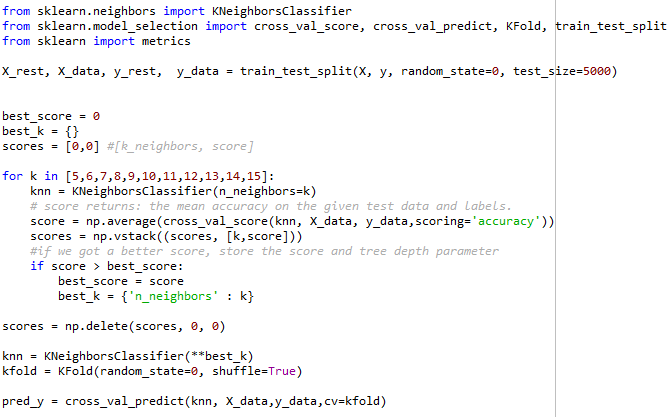 from sklearn.neighbors import KNeighborsClassifier
from sklearn.model_selection import cross_val_score, cross_val_predict, KFold, train_test_split
from sklearn import metrics
X_rest, X_data, y_rest,  y_data = train_test_split(X, y, random_state=0, test_size=5000)
best_score = 0
best_k = {}
scores = [0,0] #[k_neighbors, score]
for k in [5,6,7,8,9,10,11,12,13,14,15]:
    knn = KNeighborsClassifier(n_neighbors=k)
    # score returns: the mean accuracy on the given test data and labels.
    score = np.average(cross_val_score(knn, X_data, y_data,scoring='accuracy'))
    scores = np.vstack((scores, [k,score]))
    #if we got a better score, store the score and tree depth parameter
    if score > best_score:
        best_score = score
        best_k = {'n_neighbors' : k}
scores = np.delete(scores, 0, 0)
knn = KNeighborsClassifier(**best_k)
kfold = KFold(random_state=0, shuffle=True)
pred_y = cross_val_predict(knn, X_data,y_data,cv=kfold)